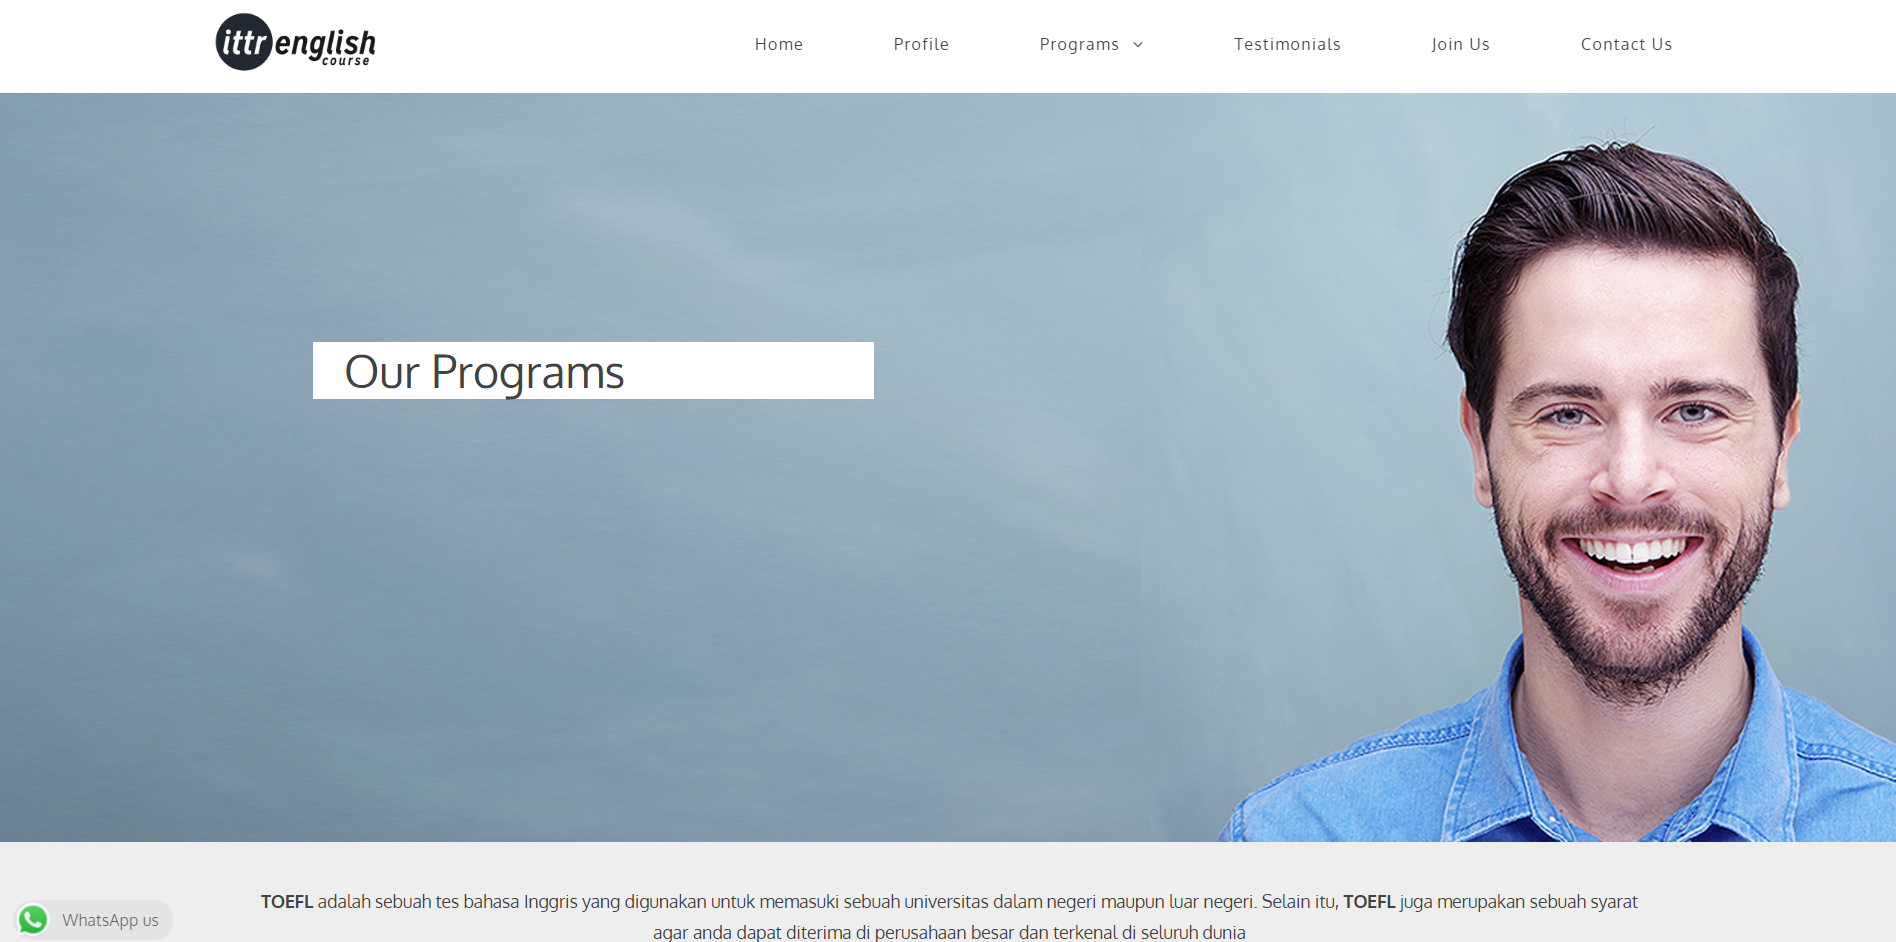 ittr english
course
Home
Profile
Programs
Testimonials
Join Us
Contact Us
Our Programs
TOEFL adalah sebuah tes bahasa Inggris yang digunakan untuk memasuki sebuah universitas dalam negeri maupun luar negeri. Selain itu, TOEFL juga merupakan sebuah syarat
agar anda dapat diterima di perusahaan besar dan terkenal di seluruh dunia
WhatsApp us